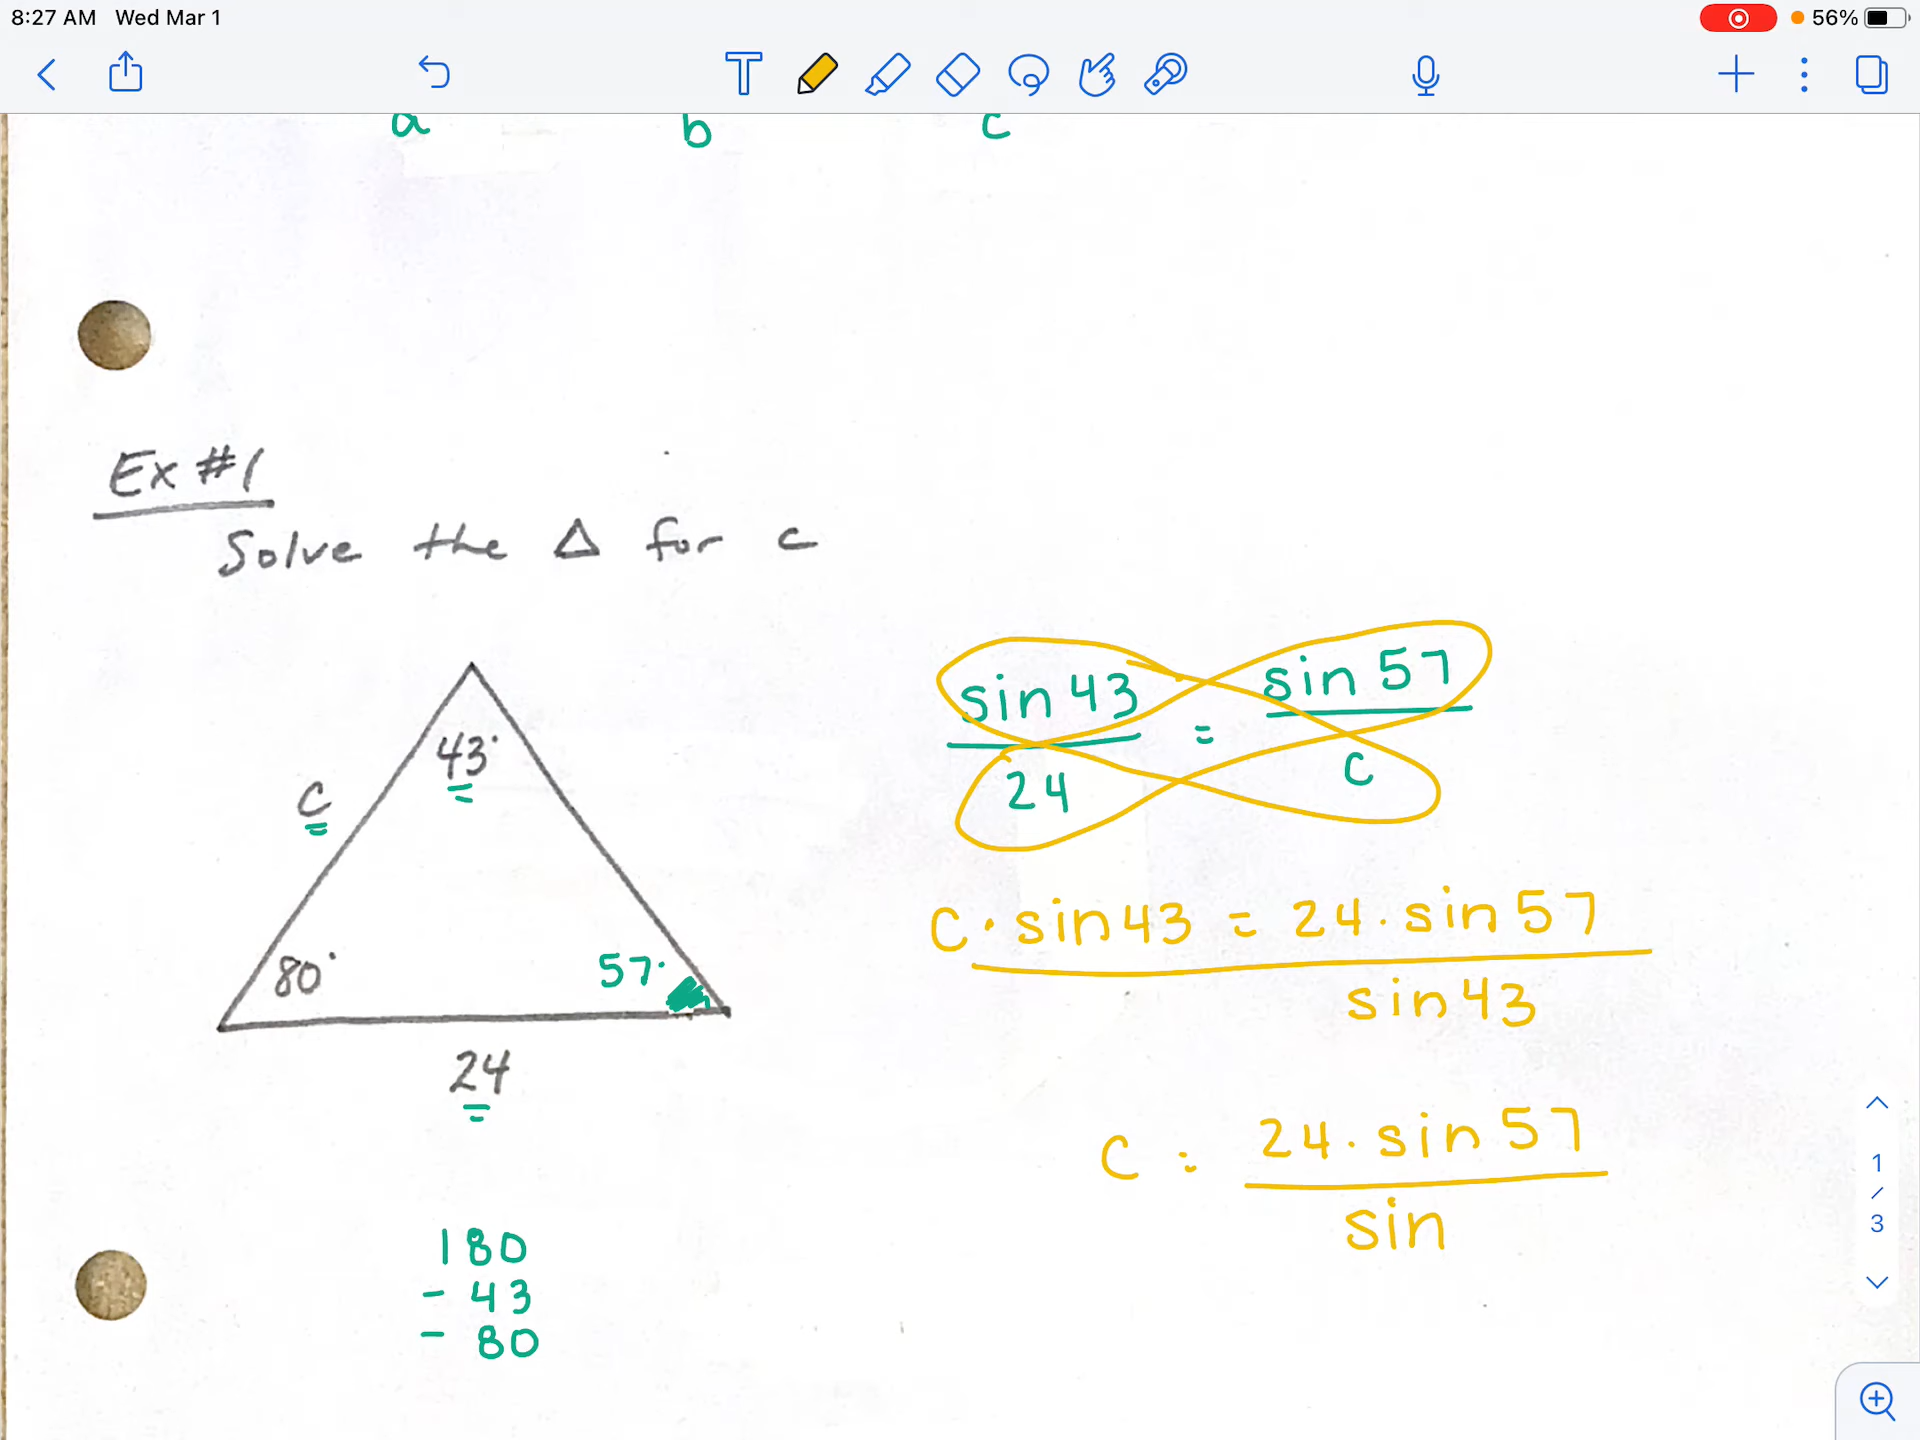 8:27 AM Wed Mar 1
56%
T
a b c
Ex #1
Solve the Δ for c
sin 43 = sin 57
24 c
43°
c
80°
57°
24
c · sin 43 = 24 · sin 57
sin 43
c = 24 · sin 57
sin
180
- 43
- 80
1
/
3